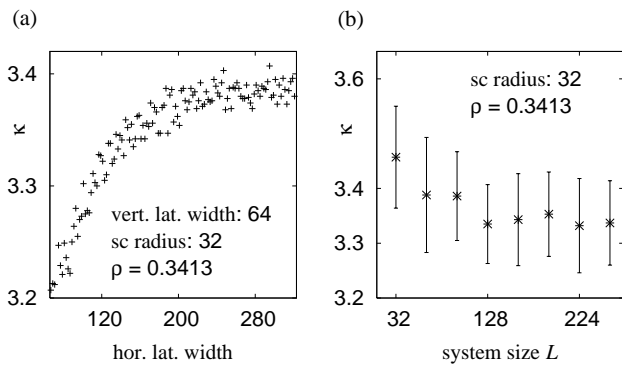 (a)
κ
3.4
3.3
3.2
120
200
280
hor. lat. width
vert. lat. width: 64
sc radius: 32
ρ = 0.3413
(b)
κ
3.6
3.4
3.3
3.2
32
128
224
system size L
sc radius: 32
ρ = 0.3413